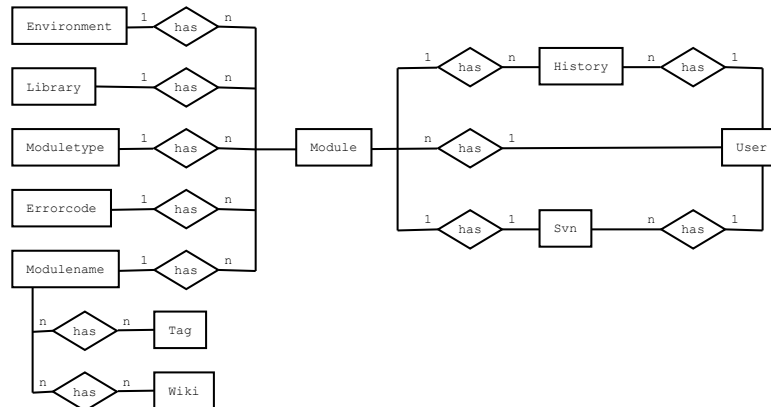 Environment 1 has n
Library 1 has n
1 has n History n has 1
Moduletype 1 has n Module n has 1 User
Errorcode 1 has n
1 has 1 Svn n has 1
Modulename 1 has n
n has n Tag
n has n Wiki